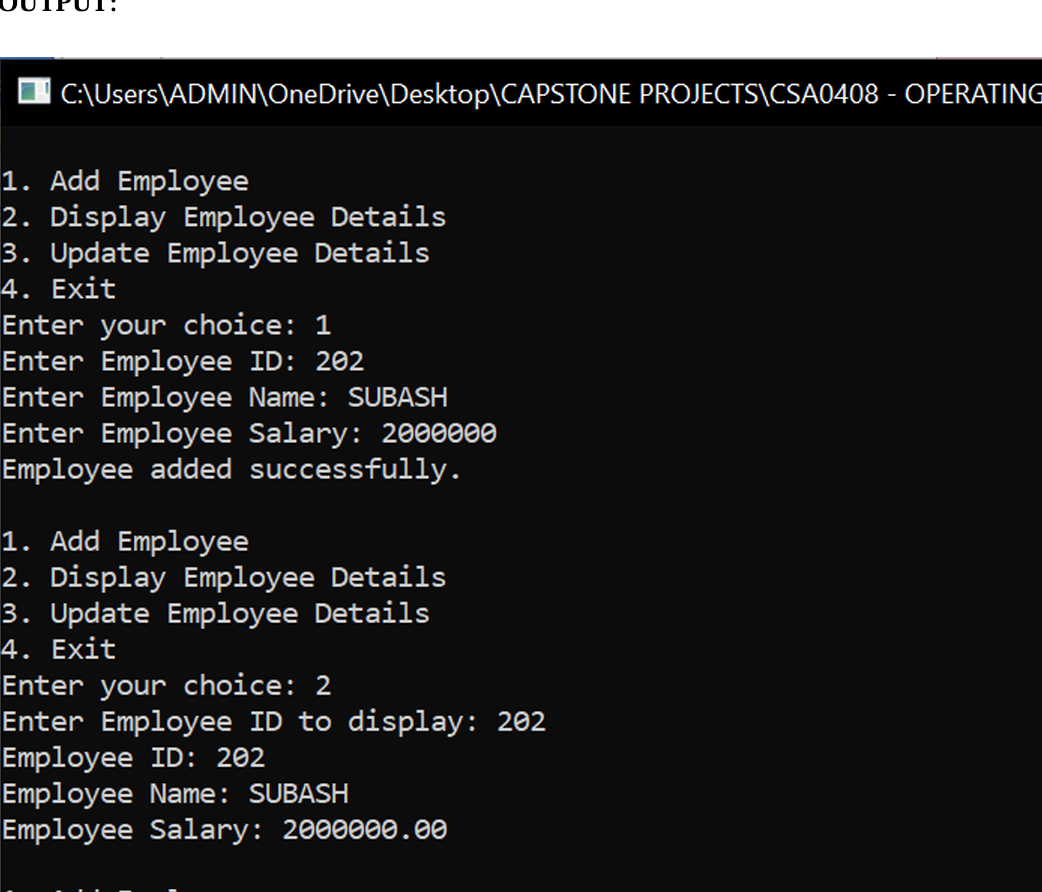 OUTPUT:
C:\Users\ADMIN\OneDrive\Desktop\CAPSTONE PROJECTS\CSA0408 - OPERATING
1. Add Employee
2. Display Employee Details
3. Update Employee Details
4. Exit
Enter your choice: 1
Enter Employee ID: 202
Enter Employee Name: SUBASH
Enter Employee Salary: 2000000
Employee added successfully.
1. Add Employee
2. Display Employee Details
3. Update Employee Details
4. Exit
Enter your choice: 2
Enter Employee ID to display: 202
Employee ID: 202
Employee Name: SUBASH
Employee Salary: 2000000.00